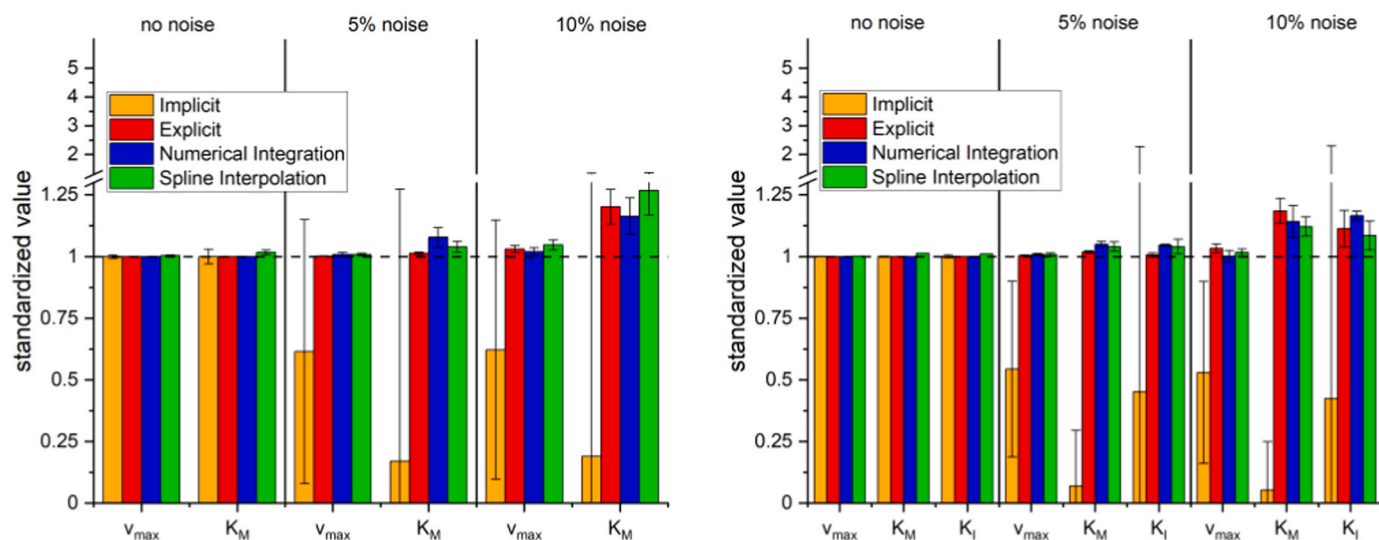 no noise 5% noise 10% noise
5
4
3
2
1.25
1
0.75
0.5
0.25
0
standardized value
Implicit
Explicit
Numerical Integration
Spline Interpolation
vmax KM vmax KM vmax KM
no noise 5% noise 10% noise
5
4
3
2
1.25
1
0.75
0.5
0.25
0
standardized value
Implicit
Explicit
Numerical Integration
Spline Interpolation
vmax KM KI vmax KM KI vmax KM KI